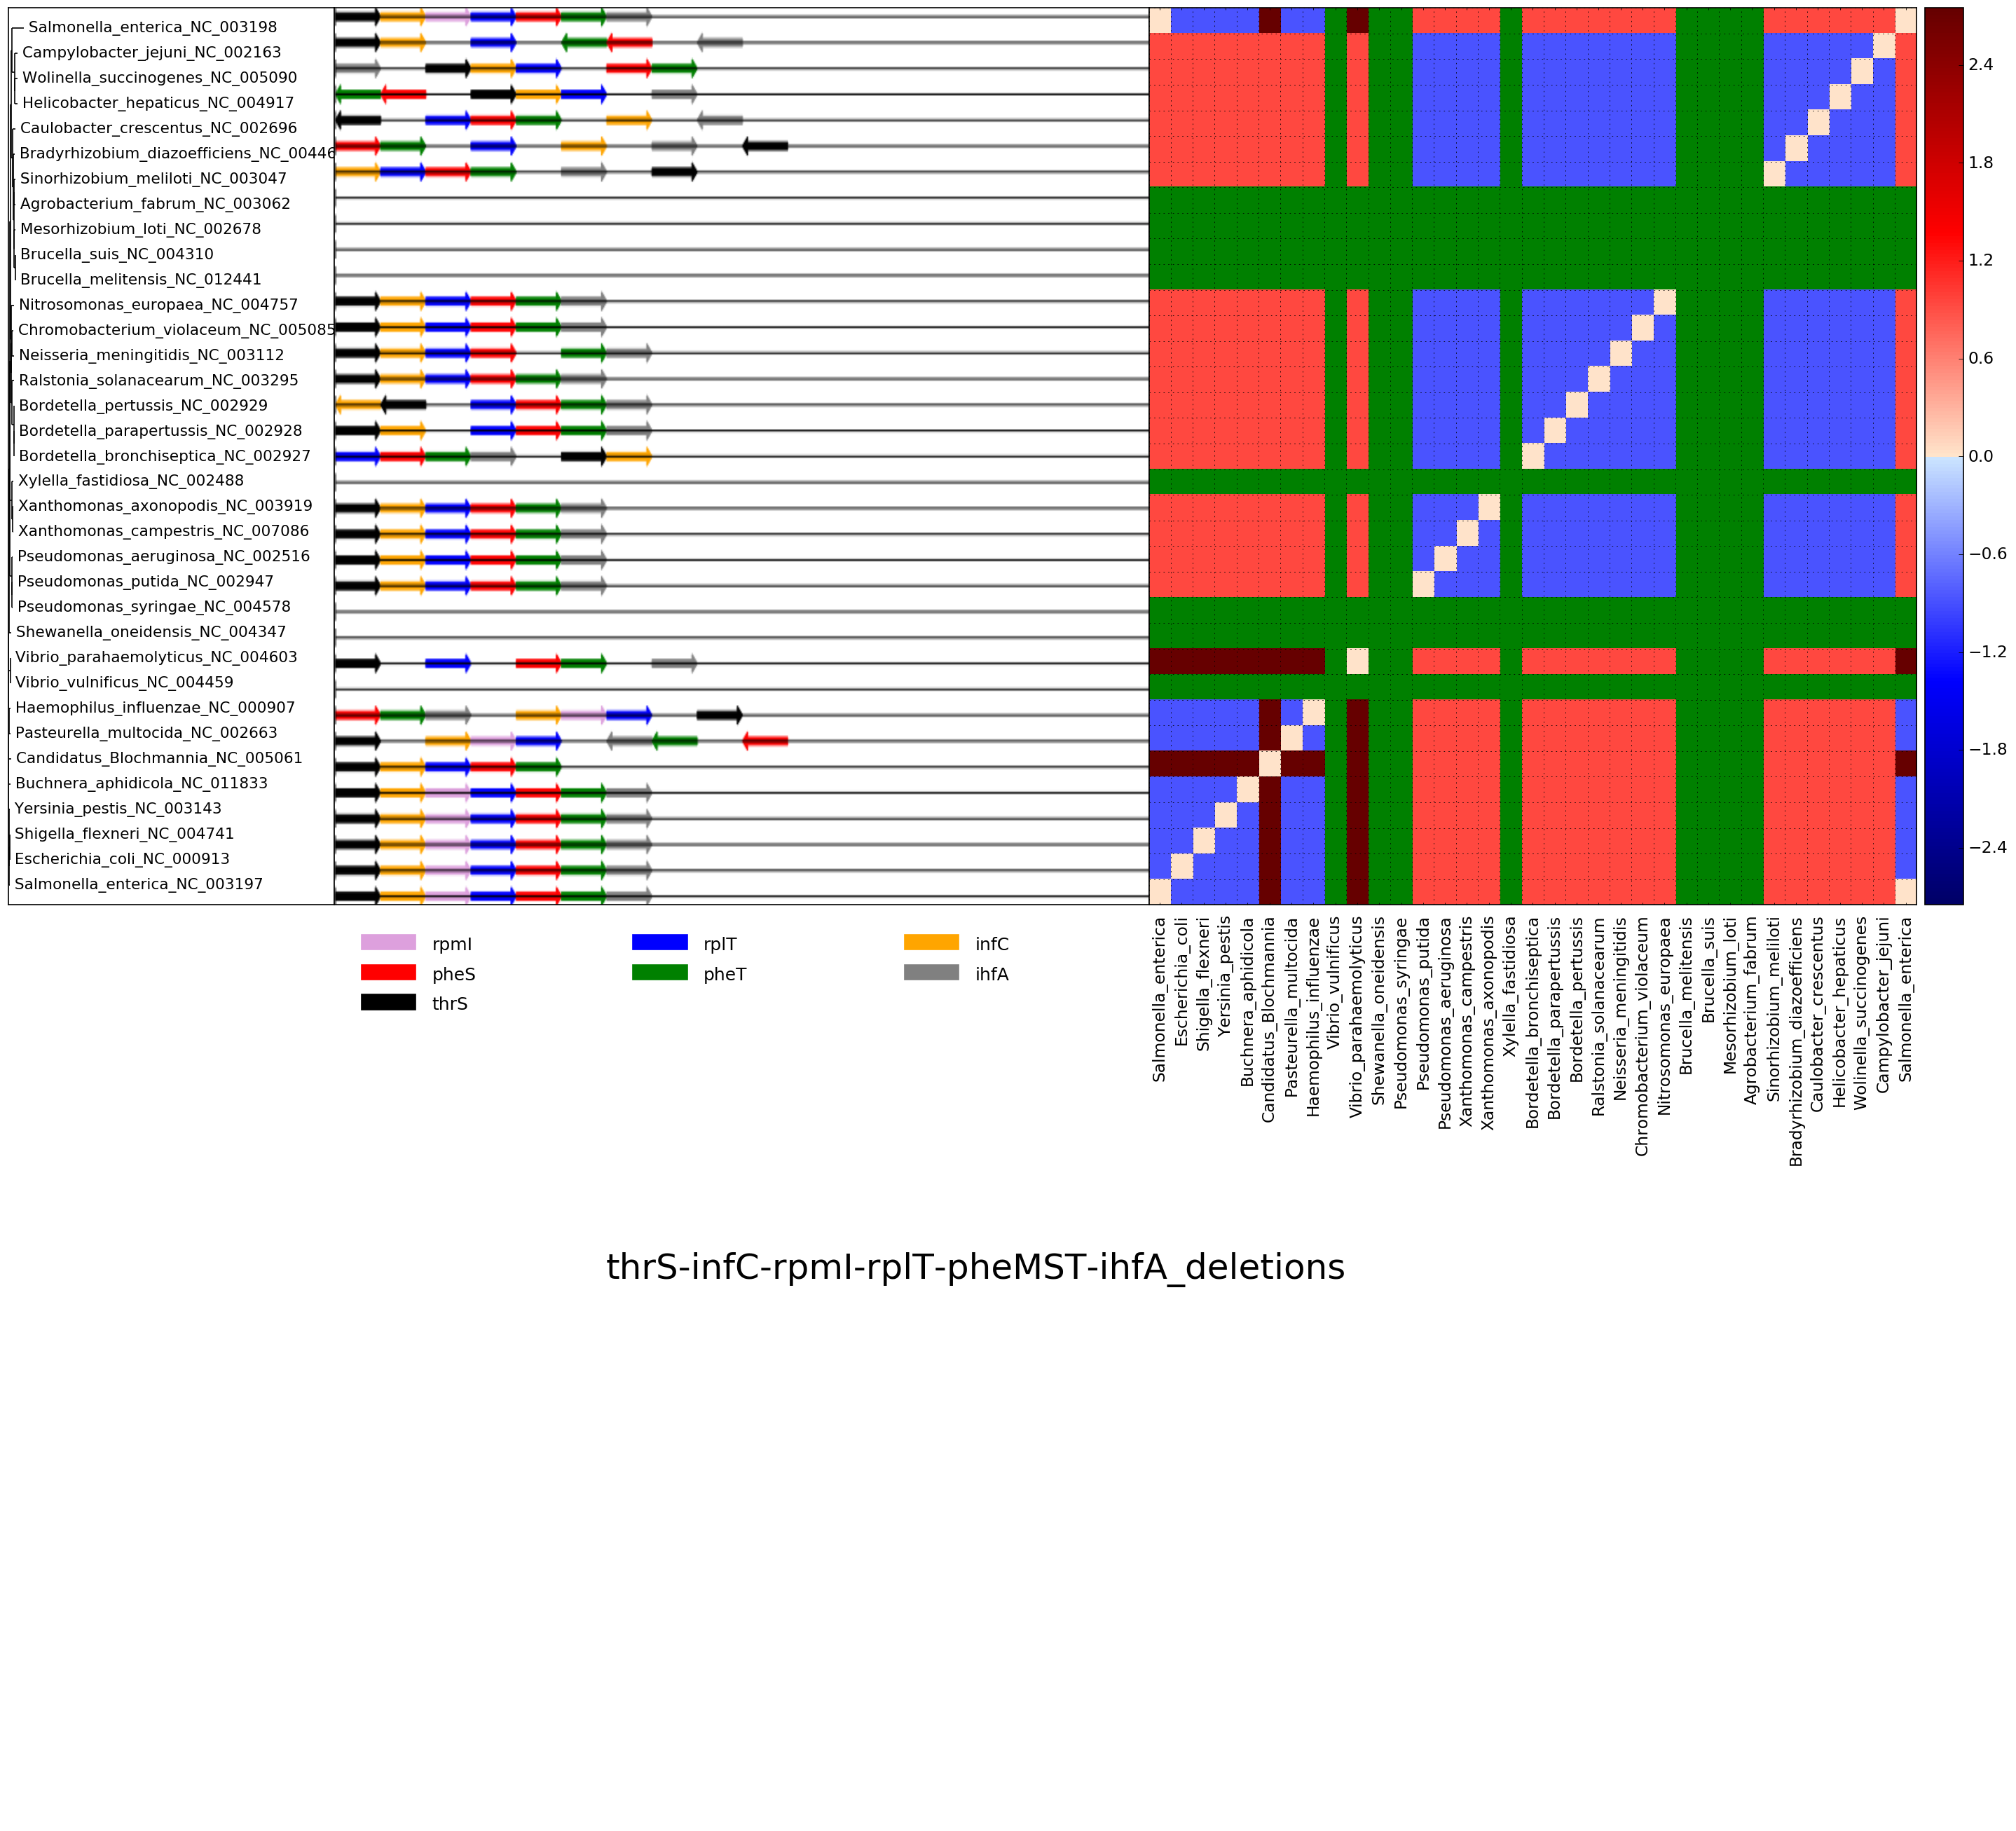 Salmonella_enterica_NC_003198
Campylobacter_jejuni_NC_002163
Wolinella_succinogenes_NC_005090
Helicobacter_hepaticus_NC_004917
Caulobacter_crescentus_NC_002696
Bradyrhizobium_diazoefficiens_NC_00446
Sinorhizobium_meliloti_NC_003047
Agrobacterium_fabrum_NC_003062
Mesorhizobium_loti_NC_002678
Brucella_suis_NC_004310
Brucella_melitensis_NC_012441
Nitrosomonas_europaea_NC_004757
Chromobacterium_violaceum_NC_005085
Neisseria_meningitidis_NC_003112
Ralstonia_solanacearum_NC_003295
Bordetella_pertussis_NC_002929
Bordetella_parapertussis_NC_002928
Bordetella_bronchiseptica_NC_002927
Xylella_fastidiosa_NC_002488
Xanthomonas_axonopodis_NC_003919
Xanthomonas_campestris_NC_007086
Pseudomonas_aeruginosa_NC_002516
Pseudomonas_putida_NC_002947
Pseudomonas_syringae_NC_004578
Shewanella_oneidensis_NC_004347
Vibrio_parahaemolyticus_NC_004603
Vibrio_vulnificus_NC_004459
Haemophilus_influenzae_NC_000907
Pasteurella_multocida_NC_002663
Candidatus_Blochmannia_NC_005061
Buchnera_aphidicola_NC_011833
Yersinia_pestis_NC_003143
Shigella_flexneri_NC_004741
Escherichia_coli_NC_000913
Salmonella_enterica_NC_003197
2.4
1.8
1.2
0.6
0.0
−0.6
−1.2
−1.8
−2.4
Salmonella_enterica
Escherichia_coli
Shigella_flexneri
Yersinia_pestis
Buchnera_aphidicola
Candidatus_Blochmannia
Pasteurella_multocida
Haemophilus_influenzae
Vibrio_vulnificus
Vibrio_parahaemolyticus
Shewanella_oneidensis
Pseudomonas_syringae
Pseudomonas_putida
Pseudomonas_aeruginosa
Xanthomonas_campestris
Xanthomonas_axonopodis
Xylella_fastidiosa
Bordetella_bronchiseptica
Bordetella_parapertussis
Bordetella_pertussis
Ralstonia_solanacearum
Neisseria_meningitidis
Chromobacterium_violaceum
Nitrosomonas_europaea
Brucella_melitensis
Brucella_suis
Mesorhizobium_loti
Agrobacterium_fabrum
Sinorhizobium_meliloti
Bradyrhizobium_diazoefficiens
Caulobacter_crescentus
Helicobacter_hepaticus
Wolinella_succinogenes
Campylobacter_jejuni
Salmonella_enterica
rpmI rplT infC
pheS pheT ihfA
thrS
thrS-infC-rpmI-rplT-pheMST-ihfA_deletions